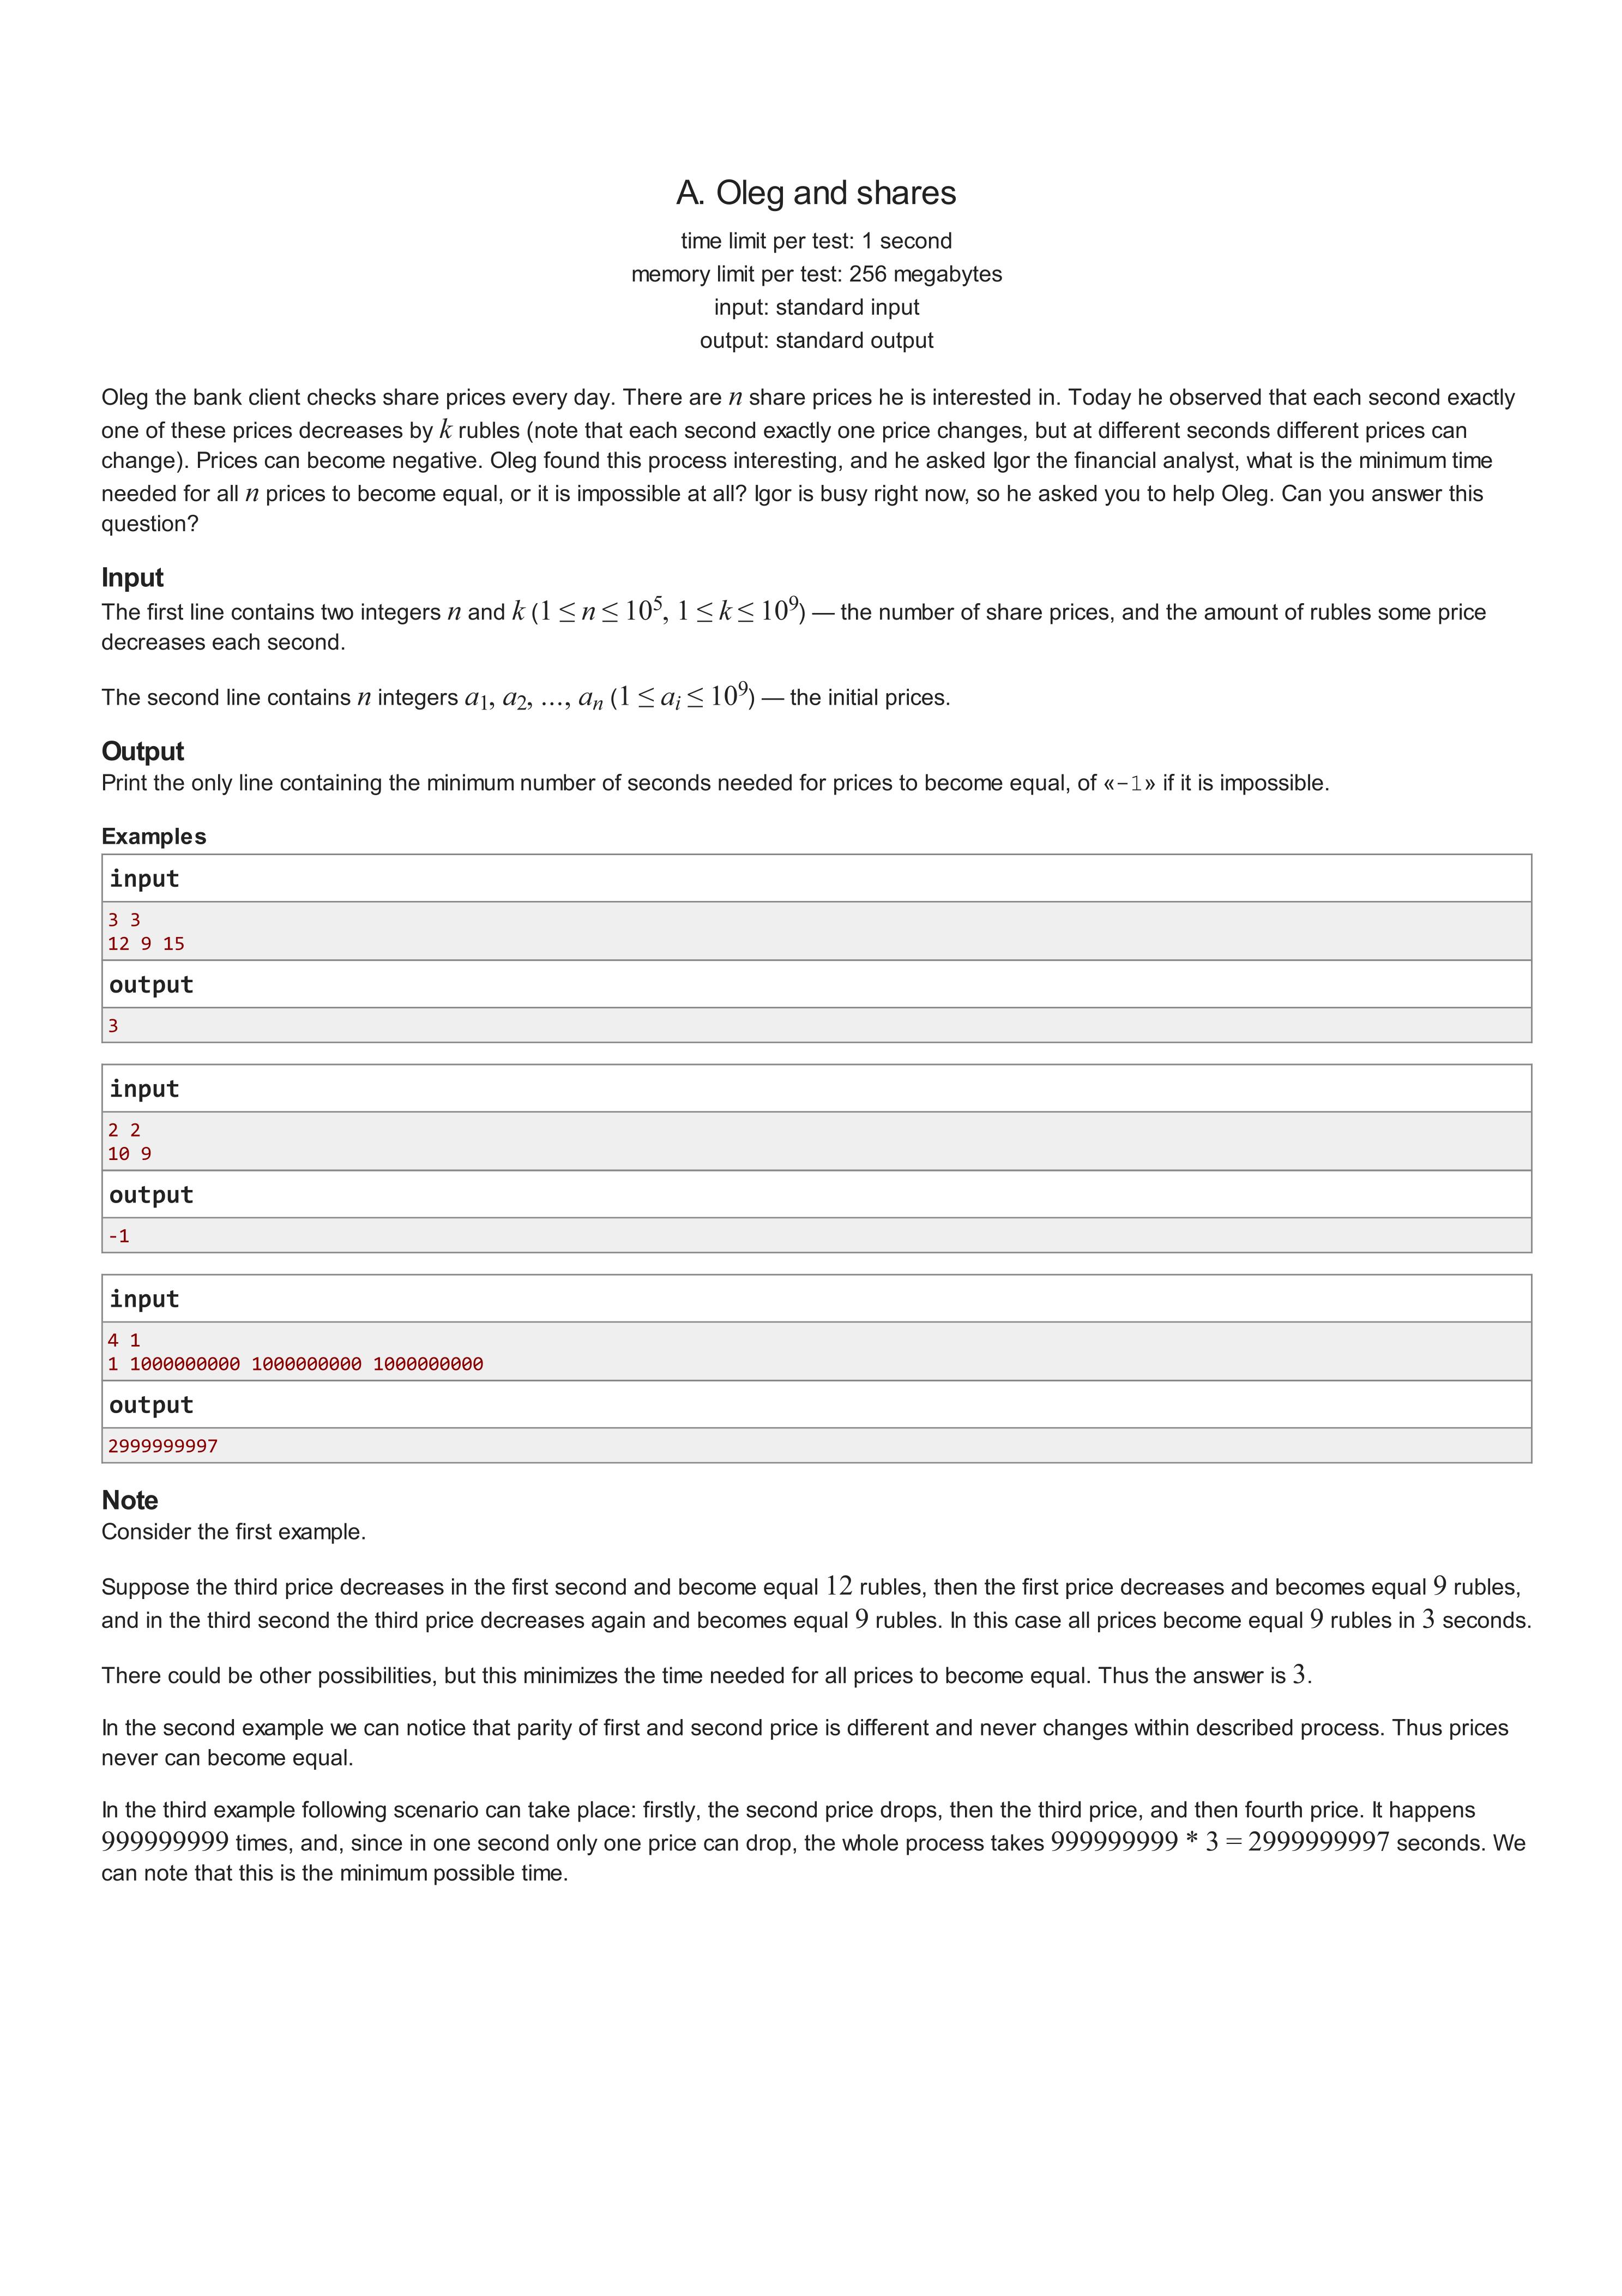 A. Oleg and shares
time limit per test: 1 second
memory limit per test: 256 megabytes
input: standard input
output: standard output
Oleg the bank client checks share prices every day. There are n share prices he is interested in. Today he observed that each second exactly
one of these prices decreases by k rubles (note that each second exactly one price changes, but at different seconds different prices can
change). Prices can become negative. Oleg found this process interesting, and he asked Igor the financial analyst, what is the minimum time
needed for all n prices to become equal, or it is impossible at all? Igor is busy right now, so he asked you to help Oleg. Can you answer this
question?
Input
The first line contains two integers n and k (1 ≤ n ≤ 10⁵, 1 ≤ k ≤ 10⁹) — the number of share prices, and the amount of rubles some price
decreases each second.
The second line contains n integers a₁, a₂, ..., aₙ (1 ≤ aᵢ ≤ 10⁹) — the initial prices.
Output
Print the only line containing the minimum number of seconds needed for prices to become equal, of «-1» if it is impossible.
Examples
input
3 3
12 9 15
output
3
input
2 2
10 9
output
-1
input
4 1
1 1000000000 1000000000 1000000000
output
2999999997
Note
Consider the first example.
Suppose the third price decreases in the first second and become equal 12 rubles, then the first price decreases and becomes equal 9 rubles,
and in the third second the third price decreases again and becomes equal 9 rubles. In this case all prices become equal 9 rubles in 3 seconds.
There could be other possibilities, but this minimizes the time needed for all prices to become equal. Thus the answer is 3.
In the second example we can notice that parity of first and second price is different and never changes within described process. Thus prices
never can become equal.
In the third example following scenario can take place: firstly, the second price drops, then the third price, and then fourth price. It happens
999999999 times, and, since in one second only one price can drop, the whole process takes 999999999 * 3 = 2999999997 seconds. We
can note that this is the minimum possible time.